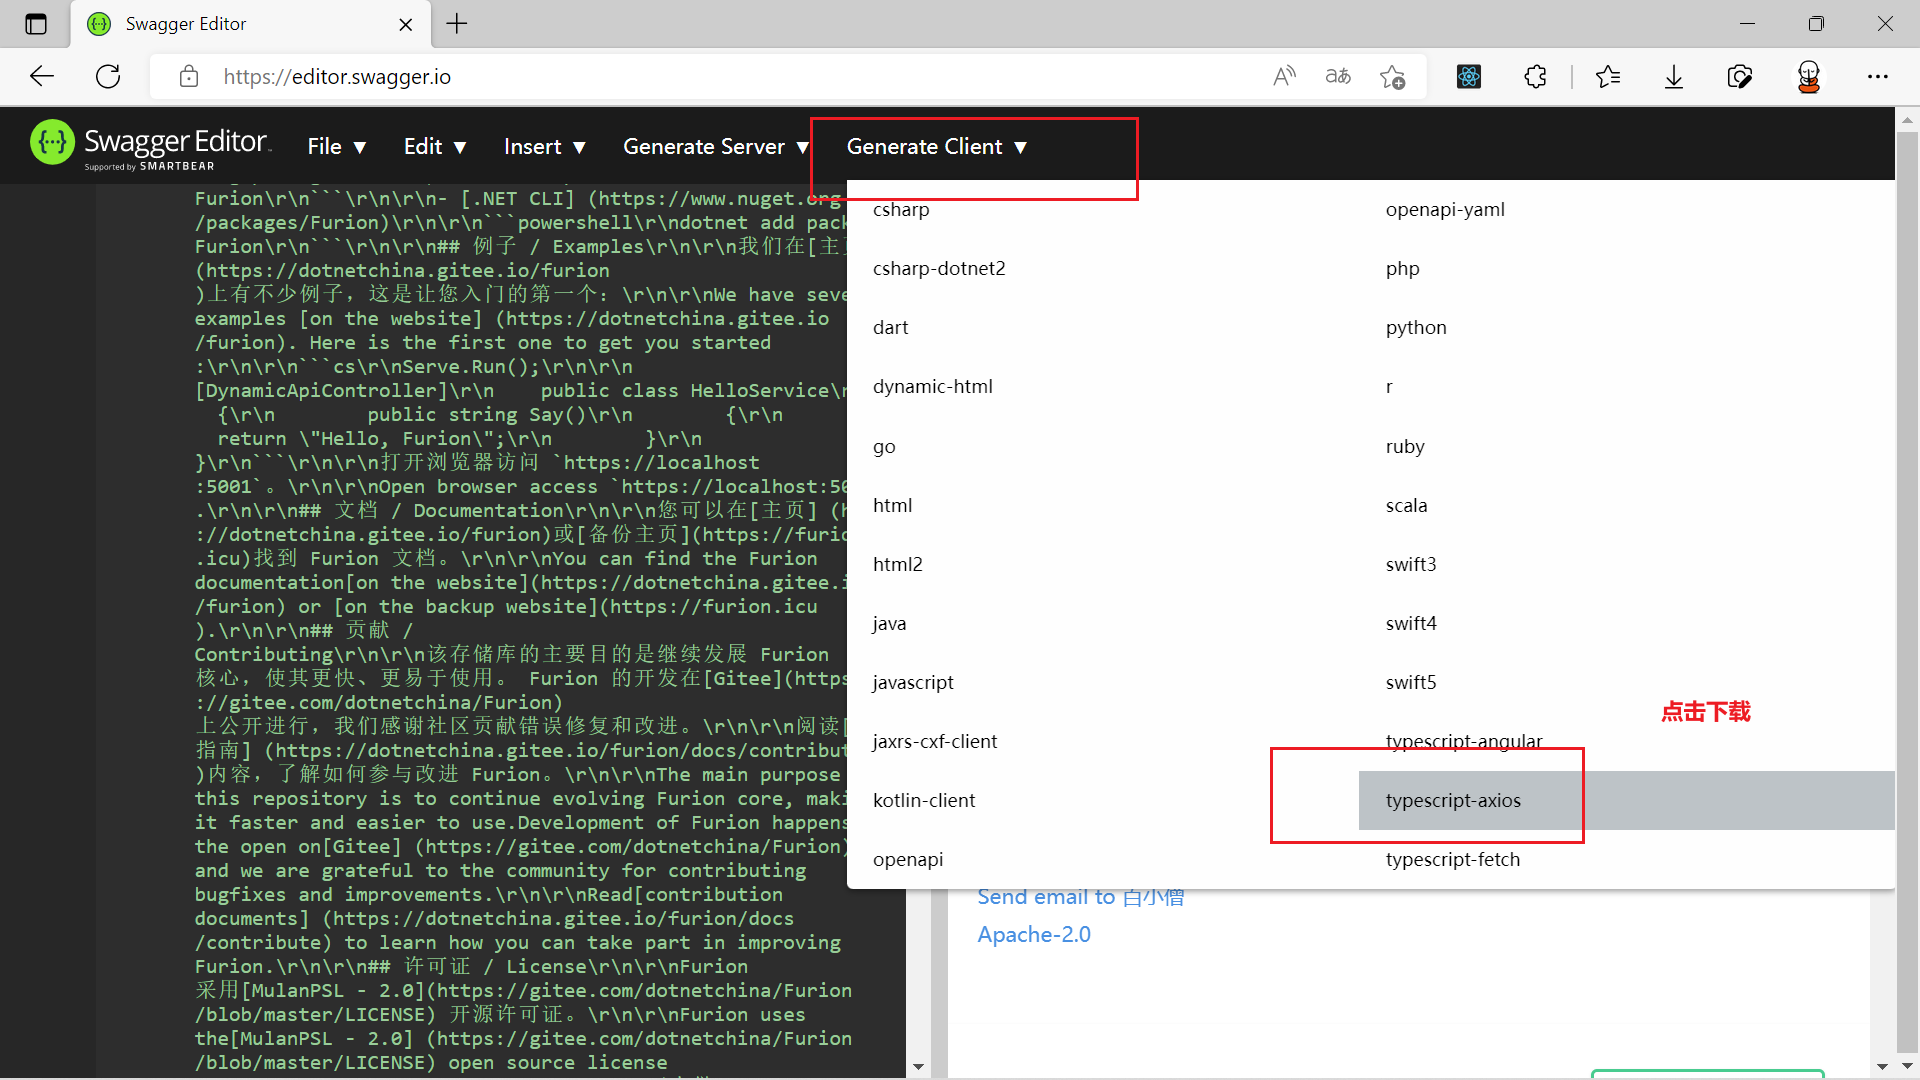 Swagger Editor
https://editor.swagger.io
Swagger Editor
Supported by SMARTBEAR
File ▼ Edit ▼ Insert ▼ Generate Server ▼ Generate Client ▼
Furion\r\n```\r\n\r\n- [.NET CLI] (https://www.nuget.org
/packages/Furion)\r\n\r\n```powershell\r\ndotnet add pack
Furion\r\n```\r\n\r\n## 例子 / Examples\r\n\r\n我们在[主页
(https://dotnetchina.gitee.io/furion
)上有不少例子，这是让您入门的第一个：\r\n\r\nWe have seve
examples [on the website] (https://dotnetchina.gitee.io
/furion). Here is the first one to get you started
:\r\n\r\n```cs\r\nServe.Run();\r\n\r\n
[DynamicApiController]\r\n    public class HelloService\r
{\r\n        public string Say()\r\n        {\r\n
return \"Hello, Furion\";\r\n        }\r\n
}\r\n```\r\n\r\n打开浏览器访问 `https://localhost
:5001`。\r\n\r\nOpen browser access `https://localhost:50
.\r\n\r\n## 文档 / Documentation\r\n\r\n您可以在[主页] (h
://dotnetchina.gitee.io/furion)或[备份主页](https://furio
.icu)找到 Furion 文档。\r\n\r\nYou can find the Furion
documentation[on the website](https://dotnetchina.gitee.i
/furion) or [on the backup website](https://furion.icu
).\r\n\r\n## 贡献 /
Contributing\r\n\r\n该存储库的主要目的是继续发展 Furion
核心，使其更快、更易于使用。 Furion 的开发在[Gitee](https
://gitee.com/dotnetchina/Furion)
上公开进行，我们感谢社区贡献错误修复和改进。\r\n\r\n阅读[
指南] (https://dotnetchina.gitee.io/furion/docs/contribut
)内容，了解如何参与改进 Furion。\r\n\r\nThe main purpose
this repository is to continue evolving Furion core, maki
it faster and easier to use.Development of Furion happens
the open on[Gitee] (https://gitee.com/dotnetchina/Furion)
and we are grateful to the community for contributing
bugfixes and improvements.\r\n\r\nRead[contribution
documents] (https://dotnetchina.gitee.io/furion/docs
/contribute) to learn how you can take part in improving
Furion.\r\n\r\n## 许可证 / License\r\n\r\nFurion
采用[MulanPSL - 2.0](https://gitee.com/dotnetchina/Furion
/blob/master/LICENSE) 开源许可证。\r\n\r\nFurion uses
the[MulanPSL - 2.0] (https://gitee.com/dotnetchina/Furion
/blob/master/LICENSE) open source license
csharp
csharp-dotnet2
dart
dynamic-html
go
html
html2
java
javascript
jaxrs-cxf-client
kotlin-client
openapi
openapi-yaml
php
python
r
ruby
scala
swift3
swift4
swift5
点击下载
typescript-angular
typescript-axios
typescript-fetch
Send email to 百小僧
Apache-2.0